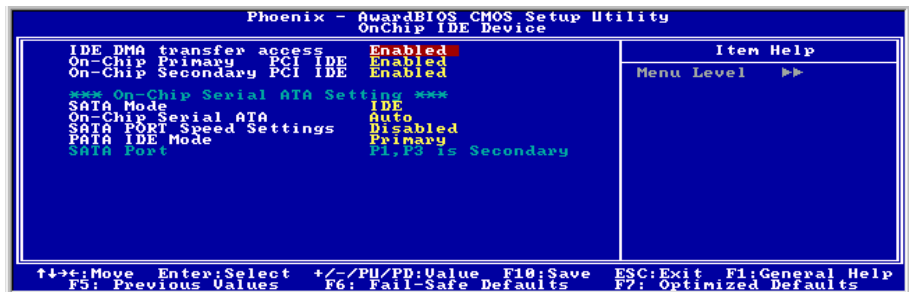 Phoenix - AwardBIOS CMOS Setup Utility
OnChip IDE Device
IDE DMA transfer access Enabled
On-Chip Primary PCI IDE Enabled
On-Chip Secondary PCI IDE Enabled
*** On-Chip Serial ATA Setting ***
SATA Mode IDE
On-Chip Serial ATA Auto
SATA PORT Speed Settings Disabled
PATA IDE Mode Primary
SATA Port P1,P3 is Secondary
Item Help
Menu Level ▶▶
↑↓→←:Move Enter:Select +/-/PU/PD:Value F10:Save ESC:Exit F1:General Help
F5: Previous Values F6: Fail-Safe Defaults F7: Optimized Defaults